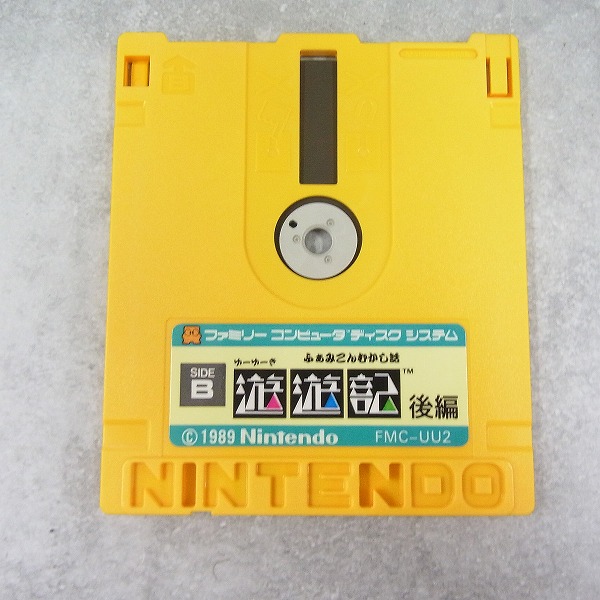 ファミリー コンピュータ ディスク システム
SIDE B
ゆーゆーき ふぁみこんむかし話
遊遊記™ 後編
©1989 Nintendo FMC-UU2
NINTENDO